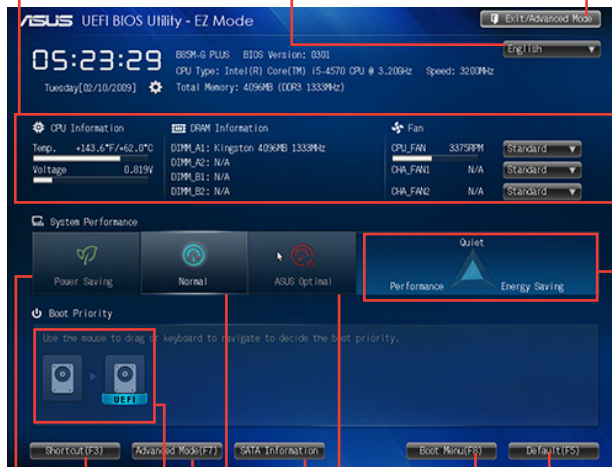 ASUS UEFI BIOS Utility - EZ Mode
Exit/Advanced Mode
English
05:23:29
Tuesday[02/10/2009]
B85M-G PLUS BIOS Version: 0301
CPU Type: Intel(R) Core(TM) i5-4570 CPU @ 3.20GHz Speed: 3200MHz
Total Memory: 4096MB (DDR3 1333MHz)
CPU Information
Temp. +143.6°F/+62.0°C
Voltage 0.819V
DRAM Information
DIMM_A1: Kingston 4096MB 1333MHz
DIMM_A2: N/A
DIMM_B1: N/A
DIMM_B2: N/A
Fan
CPU_FAN 3375RPM Standard
CHA_FAN1 N/A Standard
CHA_FAN2 N/A Standard
System Performance
Power Saving
Normal
ASUS Optimal
Quiet
Performance
Energy Saving
Boot Priority
Use the mouse to drag or keyboard to navigate to decide the boot priority.
UEFI
Shortcut(F3)
Advanced Mode(F7)
SATA Information
Boot Menu(F8)
Default(F5)